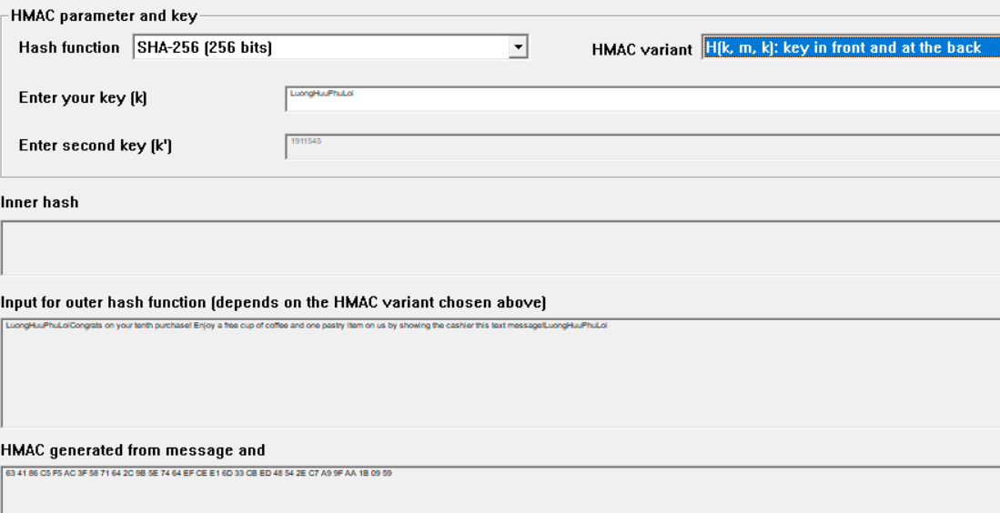 HMAC parameter and key
Hash function SHA-256 (256 bits) HMAC variant H(k, m, k): key in front and at the back
Enter your key (k) LuongHuuPhuLoi
Enter second key (k') 1911545
Inner hash
Input for outer hash function (depends on the HMAC variant chosen above)
LuongHuuPhuLoiCongrats on your tenth purchase! Enjoy a free cup of coffee and one pastry item on us by showing the cashier this text message!LuongHuuPhuLoi
HMAC generated from message and
63 41 86 C5 F5 AC 3F 58 71 64 2C 9B 5E 74 64 EF CE E1 6D 33 CB ED 48 54 2E C7 A9 9F AA 1B 09 59